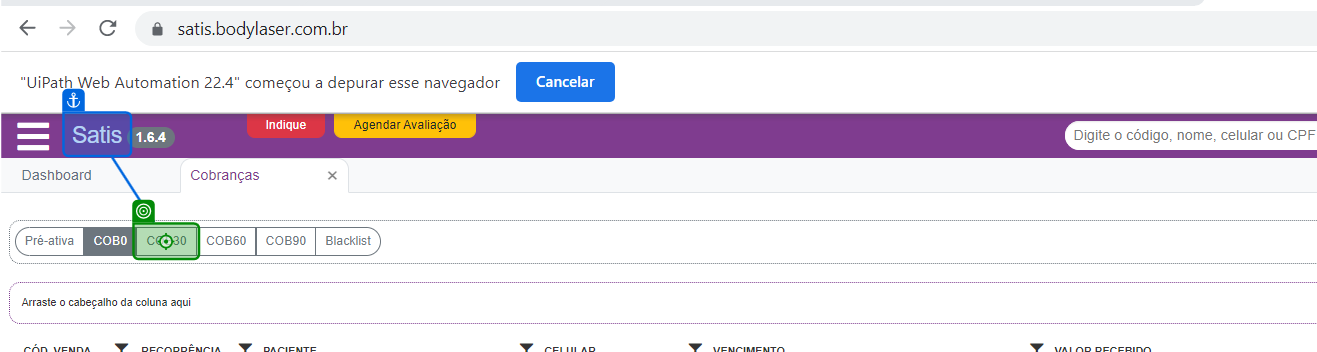 satis.bodylaser.com.br
"UiPath Web Automation 22.4" começou a depurar esse navegador Cancelar
Satis 1.6.4 Indique Agendar Avaliação Digite o código, nome, celular ou CPF
Dashboard Cobranças
Pré-ativa COB0 COB30 COB60 COB90 Blacklist
Arraste o cabeçalho da coluna aqui
CÓD. VENDA RECORRÊNCIA PACIENTE CELULAR VENCIMENTO VALOR RECEBIDO